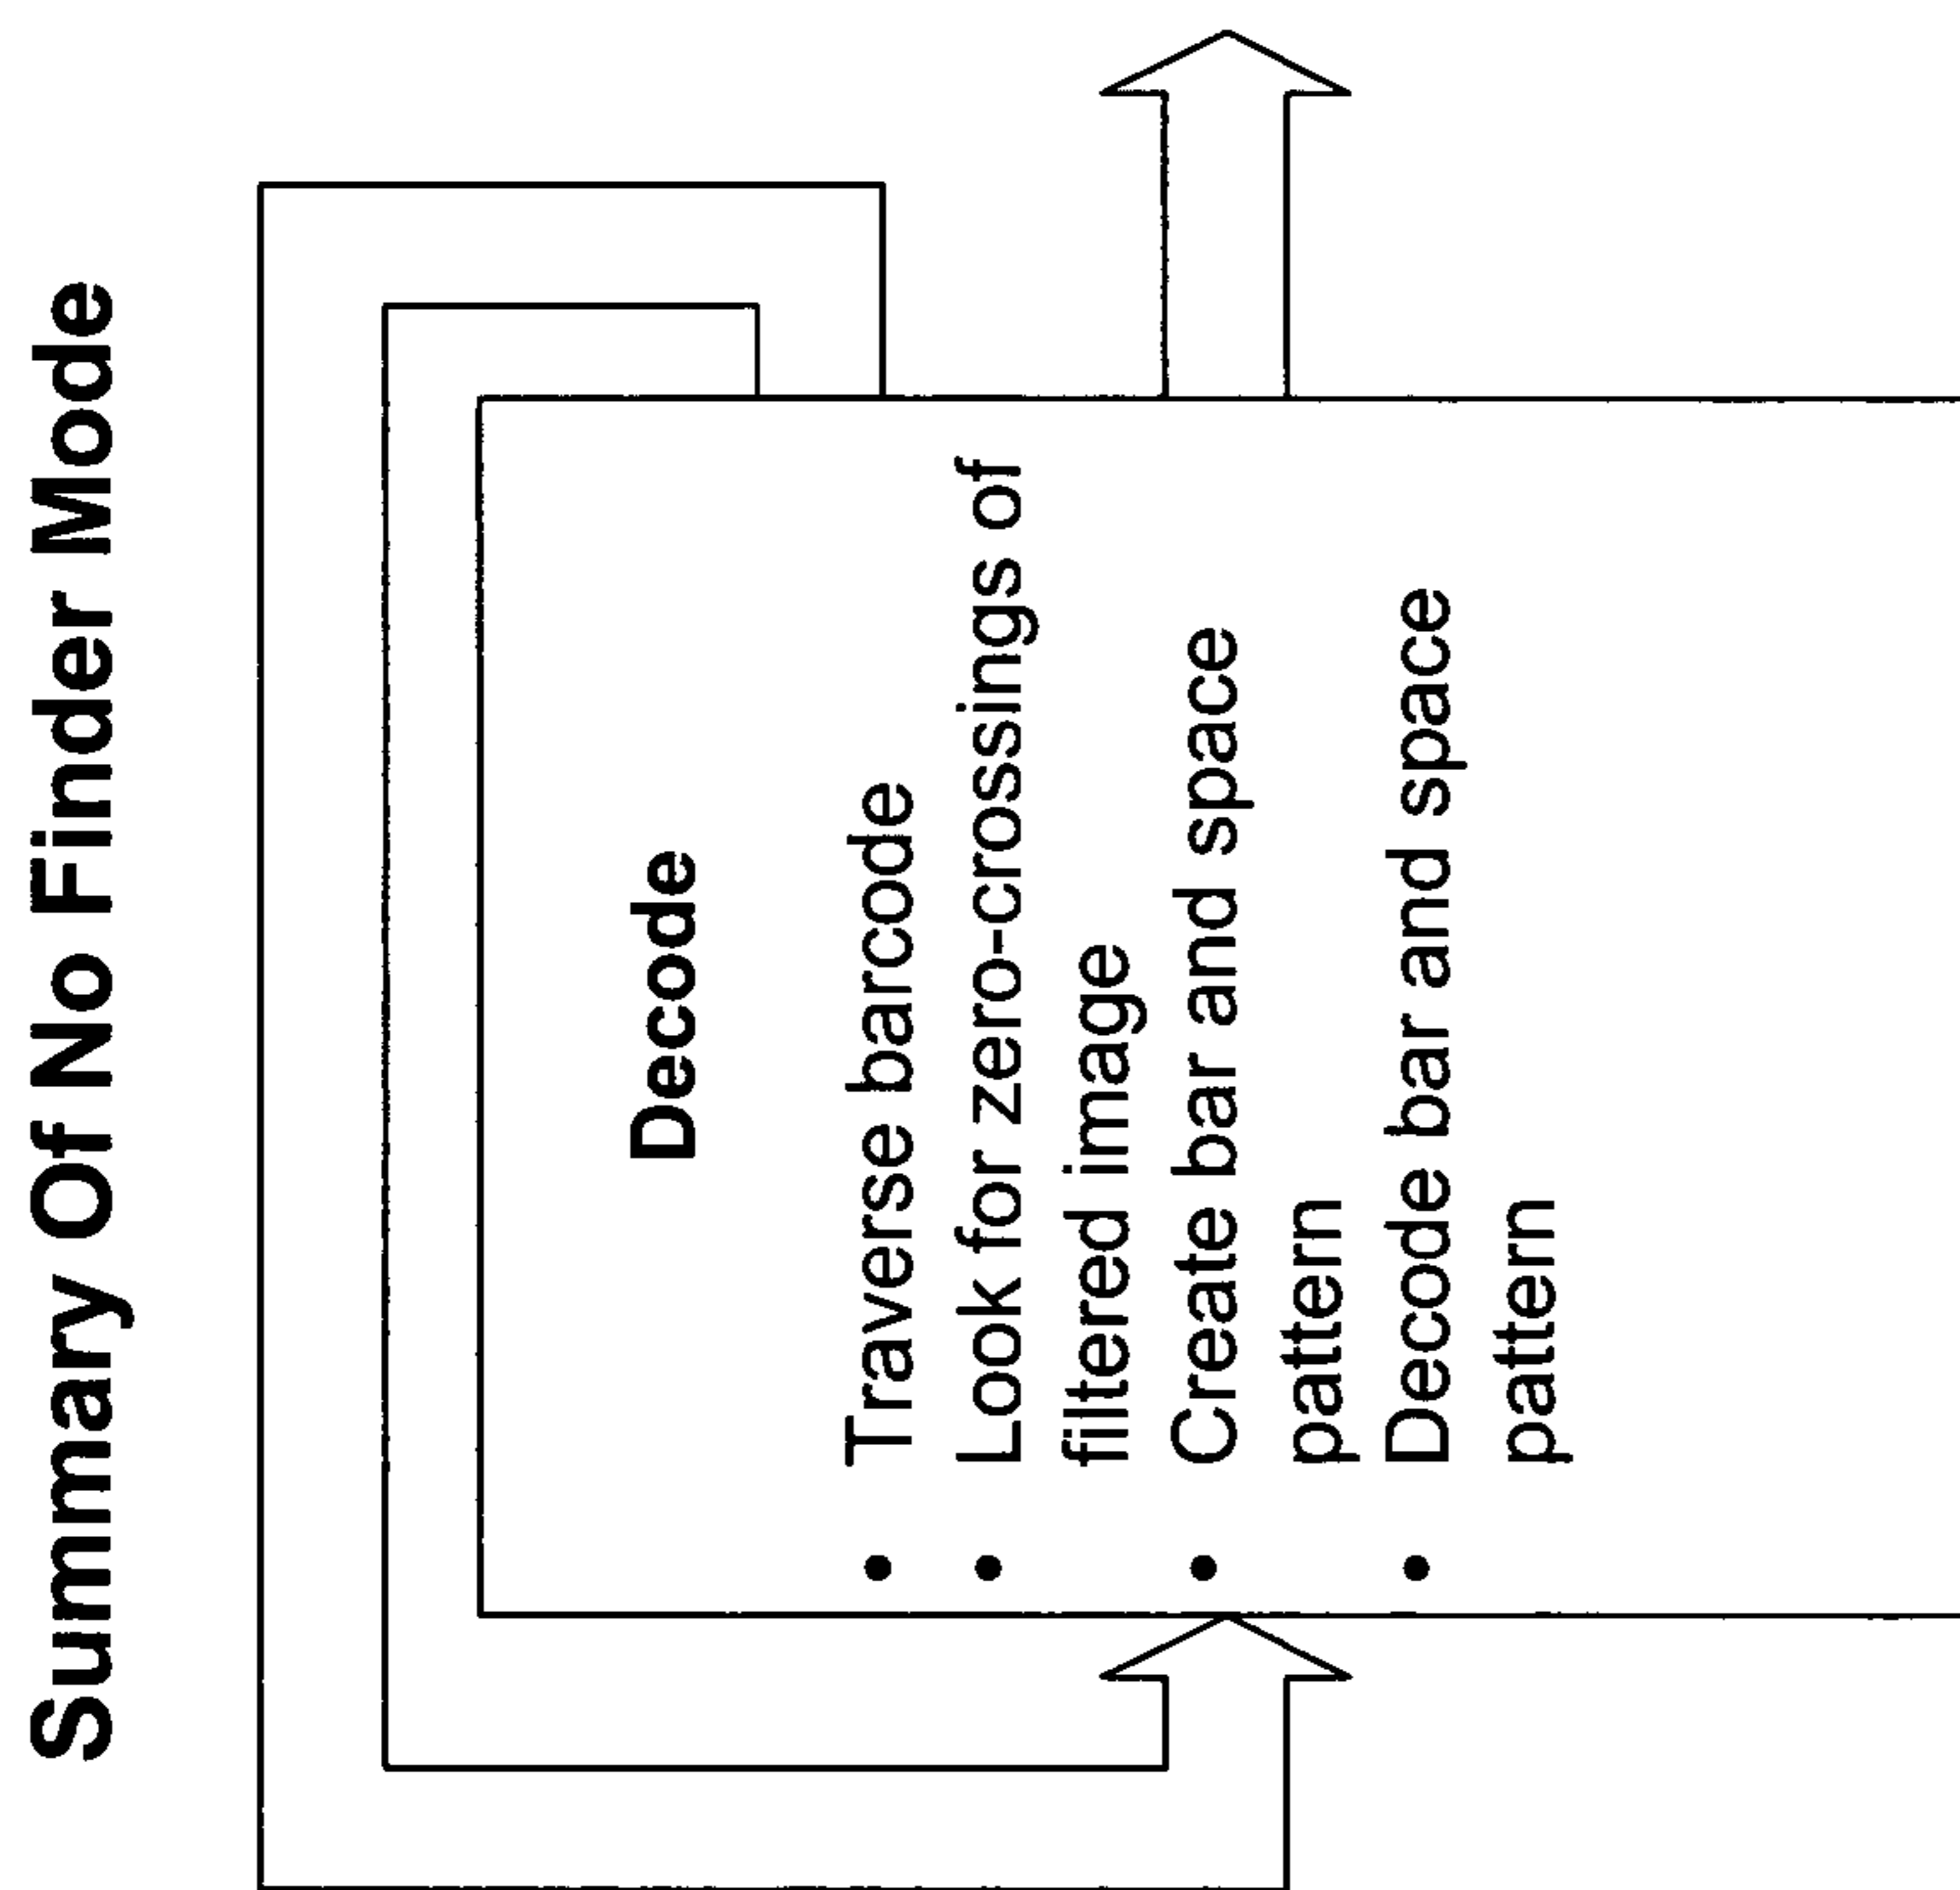 Summary Of No Finder Mode
Decode
• Traverse barcode
• Look for zero-crossings of
filtered image
• Create bar and space
pattern
• Decode bar and space
pattern